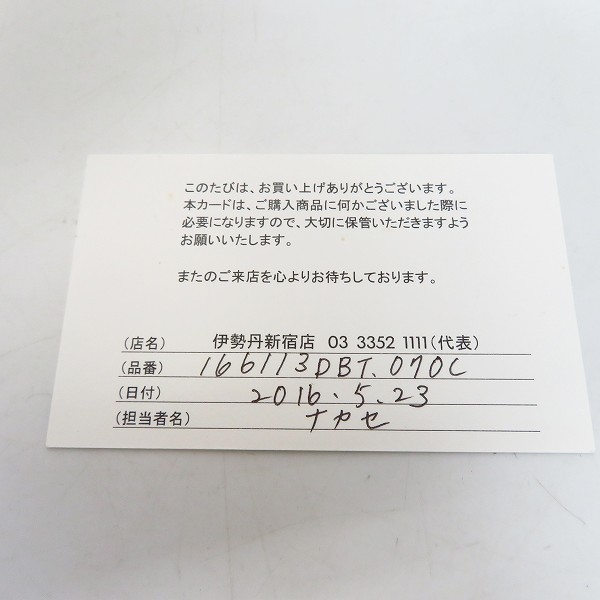 このたびは、お買い上げありがとうございます。
本カードは、ご購入商品に何かございました際に
必要になりますので、大切に保管いただきますよう
お願いいたします。
またのご来店を心よりお待ちしております。
(店名) 伊勢丹新宿店 03 3352 1111(代表)
(品番) 166113DBT.070C
(日付) 2016.5.23
(担当者名) ナカセ